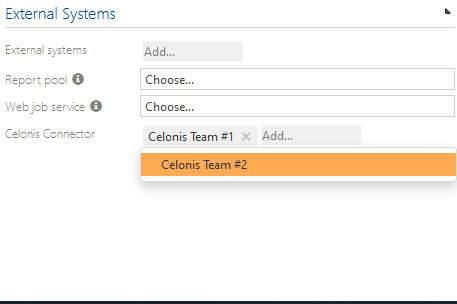 External Systems
External systems
Add...
Report pool
Choose...
Web job service
Choose...
Celonis Connector
Celonis Team #1
Add...
Celonis Team #2